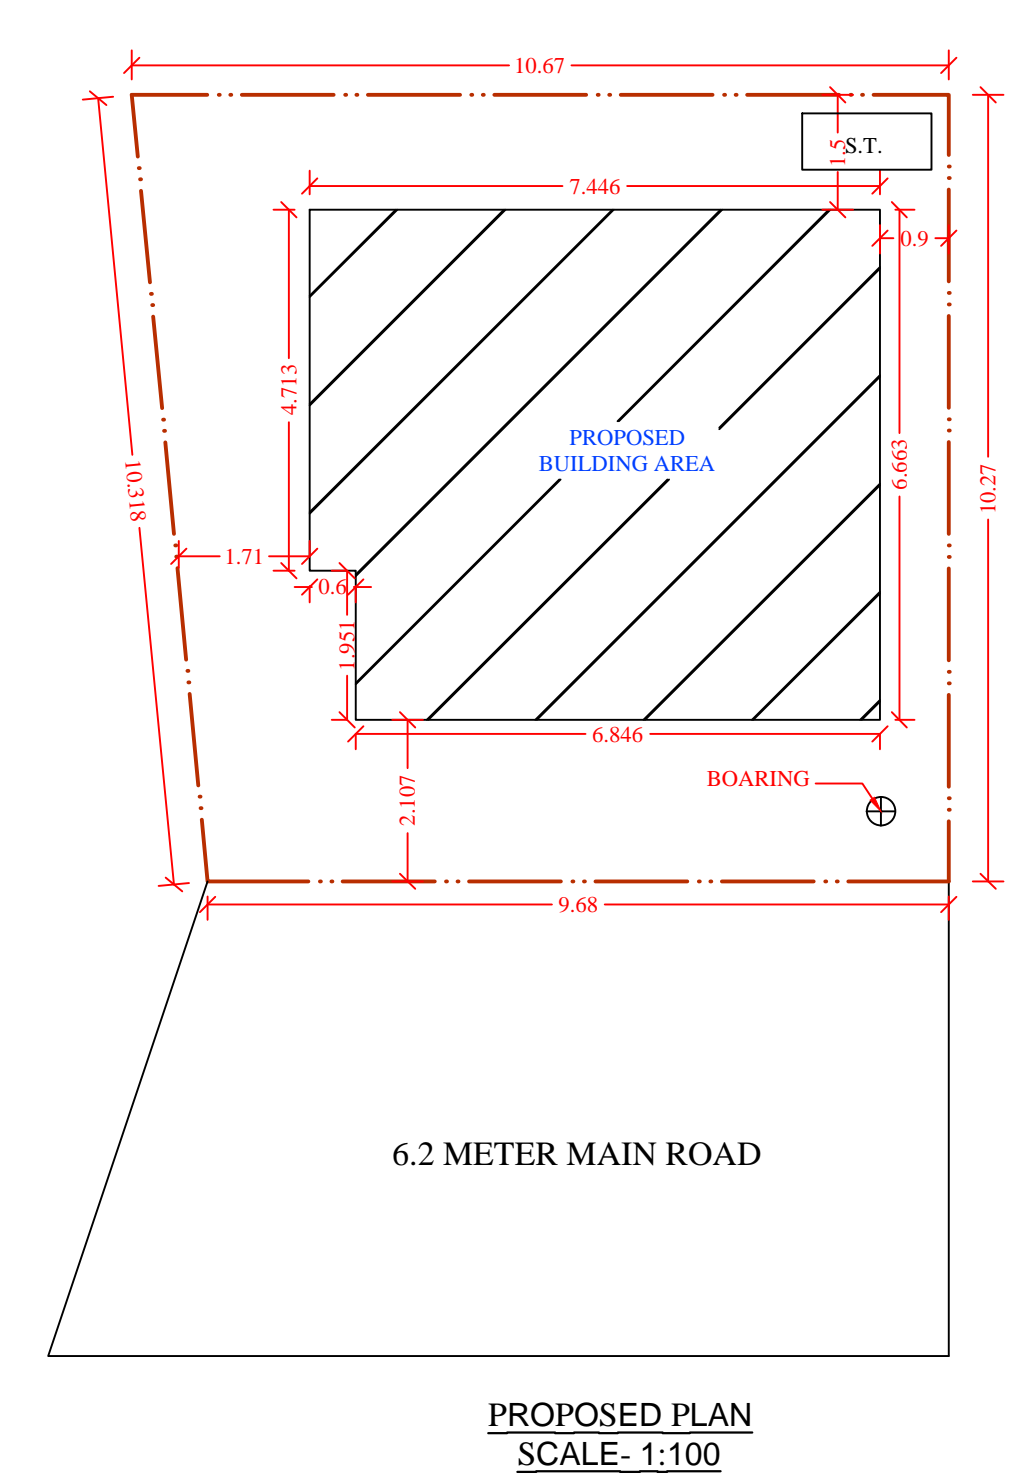 10.67
1.5
S.T.
7.446
0.9
4.713
PROPOSED
BUILDING AREA
6.663
10.27
10.318
1.71
0.6
1.951
6.846
2.107
BOARING
9.68
6.2 METER MAIN ROAD
PROPOSED PLAN
SCALE- 1:100